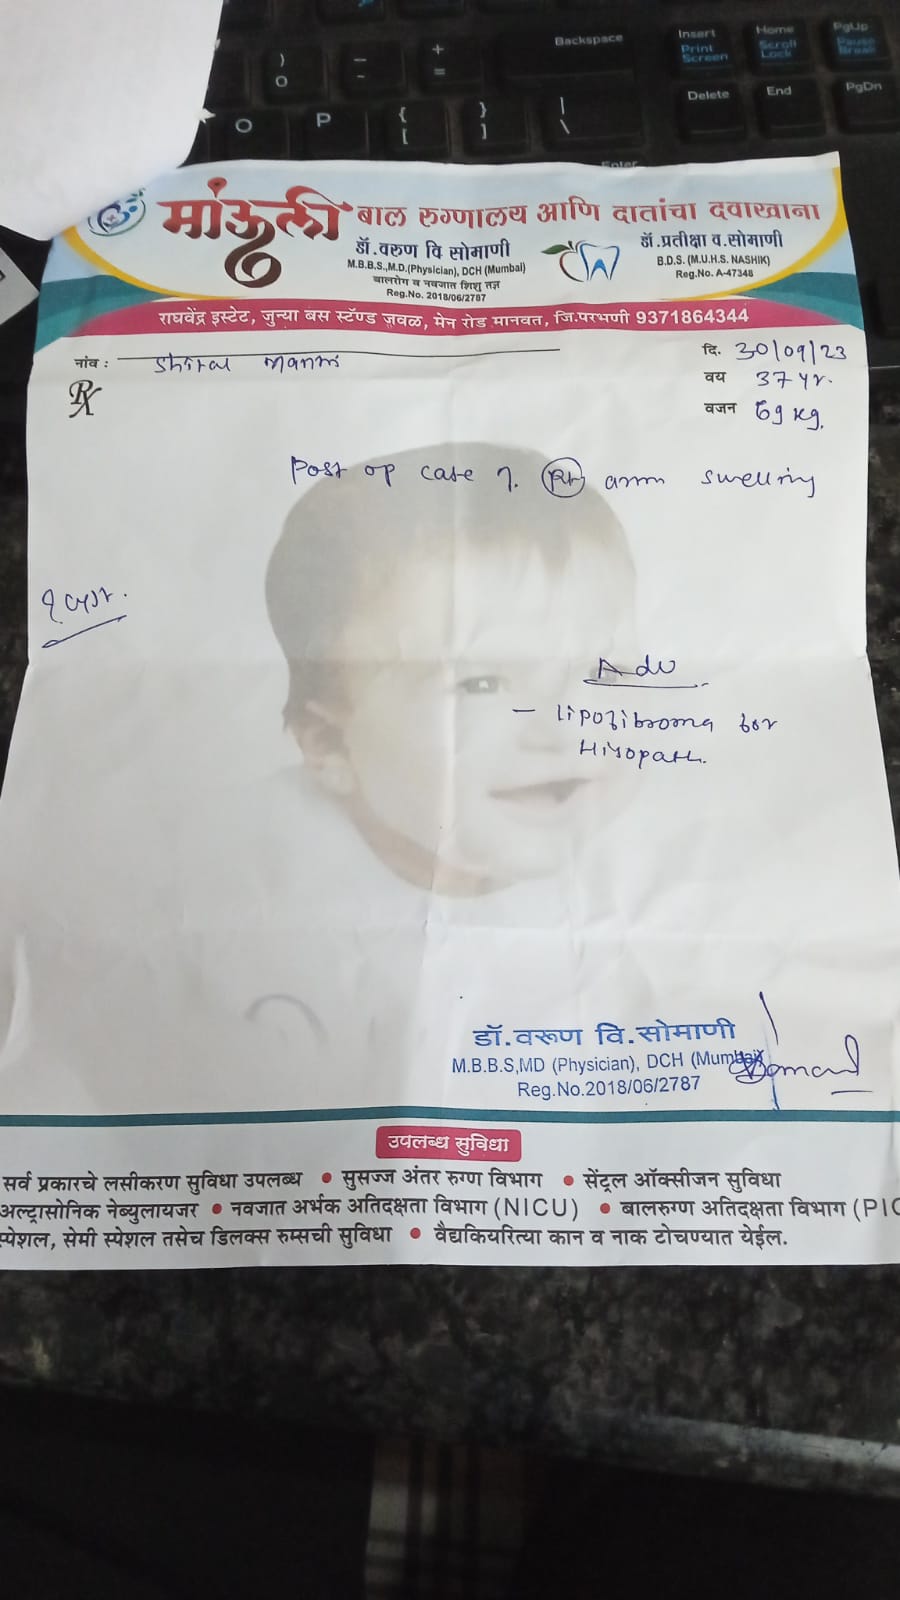 Backspace
Insert
Print
Screen
Home
Scroll
Lock
PgUp
Pause
Break
Delete
End
PgDn
O
P
Enter
माऊली बाल रुग्णालय आणि दातांचा दवाखाना
डॉ.वरूण वि सोमाणी
M.B.B.S.,M.D.(Physician), DCH (Mumbai)
बालरोग व नवजात शिशु तज्ञ
Reg.No. 2018/06/2787
डॉ.प्रतीक्षा व.सोमाणी
B.D.S. (M.U.H.S. NASHIK)
Reg.No. A-47348
राघवेंद्र इस्टेट, जुन्या बस स्टॅण्ड जवळ, मेन रोड मानवत, जि.परभणी 9371864344
नांव :
दि. 30/09/23
वय 37 yr.
वजन 69 kg.
Rx
Post op case of Rt arm swelling
Adv
- lipofibroma for
Histopath.
डॉ.वरूण वि.सोमाणी
M.B.B.S,MD (Physician), DCH (Mumbai)
Reg.No.2018/06/2787
उपलब्ध सुविधा
सर्व प्रकारचे लसीकरण सुविधा उपलब्ध • सुसज्ज अंतर रुग्ण विभाग • सेंट्रल ऑक्सीजन सुविधा
अल्ट्रासोनिक नेब्युलायजर • नवजात अर्भक अतिदक्षता विभाग (NICU) • बालरुग्ण अतिदक्षता विभाग (PIC
स्पेशल, सेमी स्पेशल तसेच डिलक्स रुम्सची सुविधा • वैद्यकियरित्या कान व नाक टोचण्यात येईल.